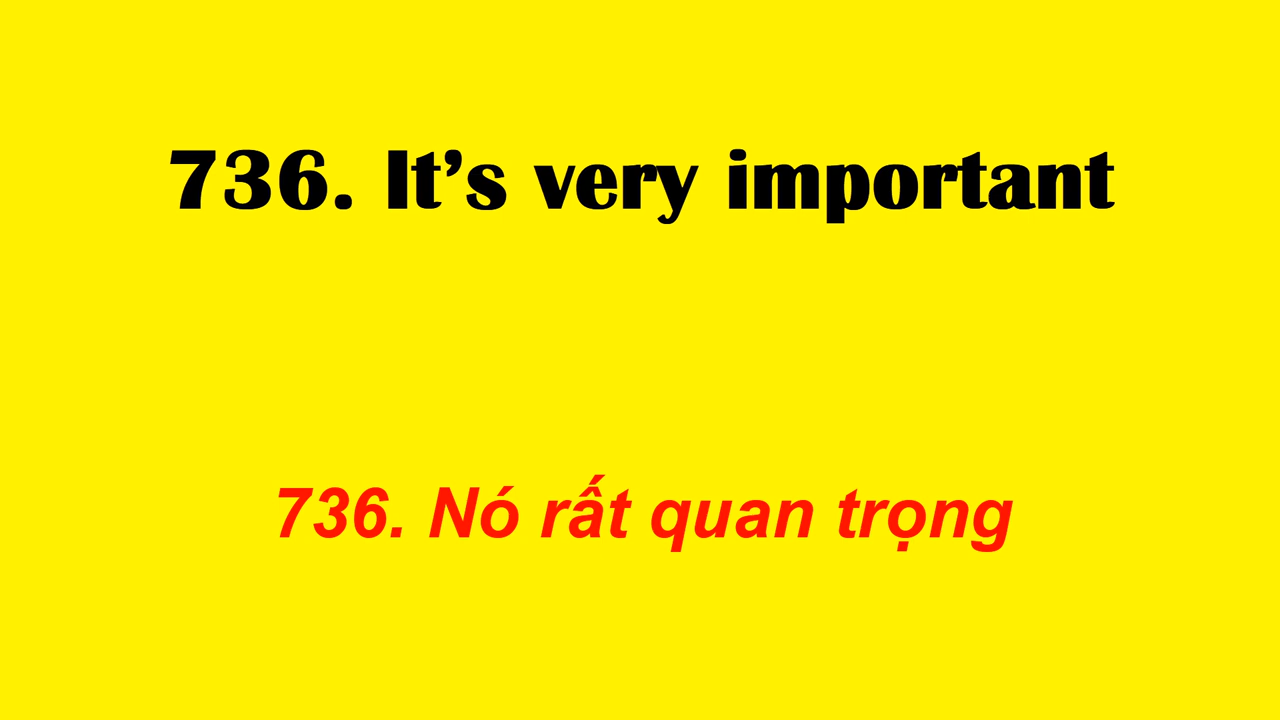 736. It’s very important
736. Nó rất quan trọng